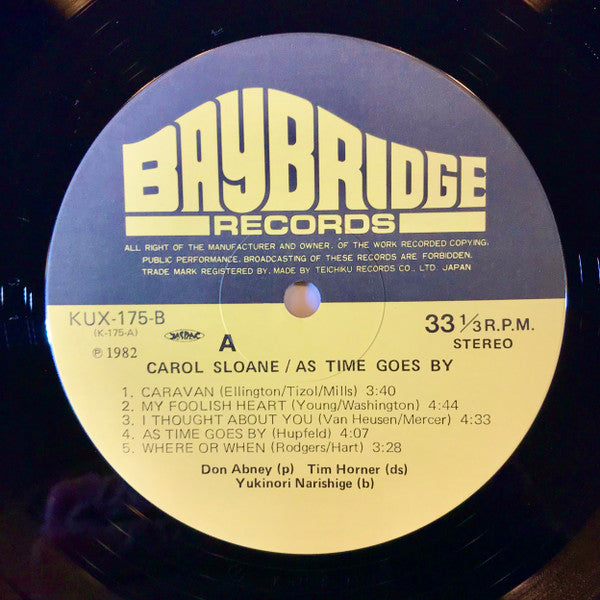 BAYBRIDGE
RECORDS
ALL RIGHT OF THE MANUFACTURER AND OWNER. OF THE WORK RECORDED COPYING.
PUBLIC PERFORMANCE. BROADCASTING OF THESE RECORDS ARE FORBIDDEN.
TRADE MARK REGISTERED BY. MADE BY TEICHIKU RECORDS CO., LTD. JAPAN
KUX-175-B
(K-175-A)
JASRAC
℗ 1982
A
33 1/3 R.P.M.
STEREO
CAROL SLOANE / AS TIME GOES BY
1. CARAVAN (Ellington/Tizol/Mills) 3:40
2. MY FOOLISH HEART (Young/Washington) 4:44
3. I THOUGHT ABOUT YOU (Van Heusen/Mercer) 4:33
4. AS TIME GOES BY (Hupfeld) 4:07
5. WHERE OR WHEN (Rodgers/Hart) 3:28
Don Abney (p) Tim Horner (ds)
Yukinori Narishige (b)